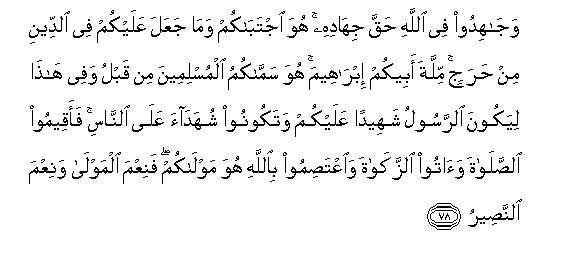 وَجَـٰهِدُوا۟ فِى ٱللَّهِ حَقَّ جِهَادِهِۦ ۚ هُوَ ٱجْتَبَىٰكُمْ وَمَا جَعَلَ عَلَيْكُمْ فِى ٱلدِّينِ
مِنْ حَرَجٍ ۚ مِّلَّةَ أَبِيكُمْ إِبْرَٰهِيمَ ۚ هُوَ سَمَّىٰكُمُ ٱلْمُسْلِمِينَ مِن قَبْلُ وَفِى هَـٰذَا
لِيَكُونَ ٱلرَّسُولُ شَهِيدًا عَلَيْكُمْ وَتَكُونُوا۟ شُهَدَآءَ عَلَى ٱلنَّاسِ ۚ فَأَقِيمُوا۟
ٱلصَّلَوٰةَ وَءَاتُوا۟ ٱلزَّكَوٰةَ وَٱعْتَصِمُوا۟ بِٱللَّهِ هُوَ مَوْلَىٰكُمْ ۖ فَنِعْمَ ٱلْمَوْلَىٰ وَنِعْمَ
ٱلنَّصِيرُ ٧٨